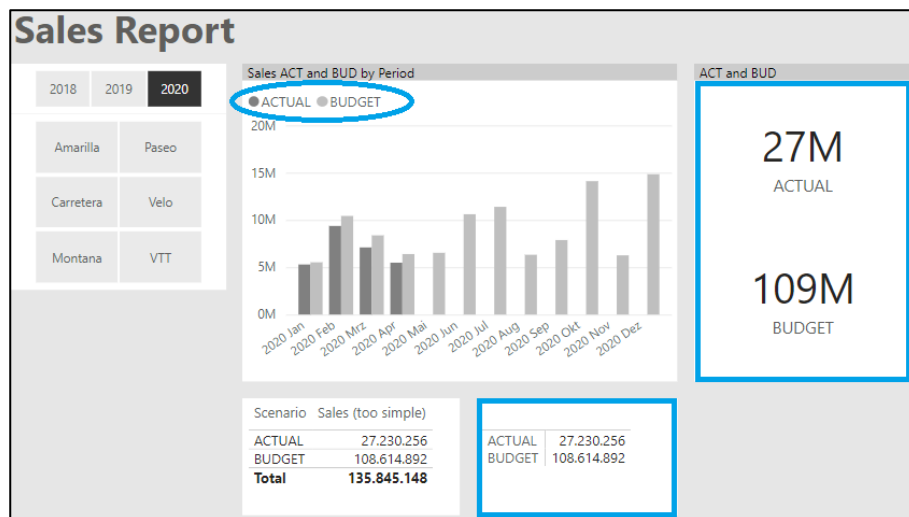 Sales Report
2018 2019 2020
Amarilla Paseo
Carretera Velo
Montana VTT
Sales ACT and BUD by Period
ACTUAL BUDGET
20M
15M
10M
5M
0M
2020 Jan 2020 Feb 2020 Mrz 2020 Apr 2020 Mai 2020 Jun 2020 Jul 2020 Aug 2020 Sep 2020 Okt 2020 Nov 2020 Dez
ACT and BUD
27M
ACTUAL
109M
BUDGET
Scenario Sales (too simple)
ACTUAL 27.230.256
BUDGET 108.614.892
Total 135.845.148
ACTUAL 27.230.256
BUDGET 108.614.892